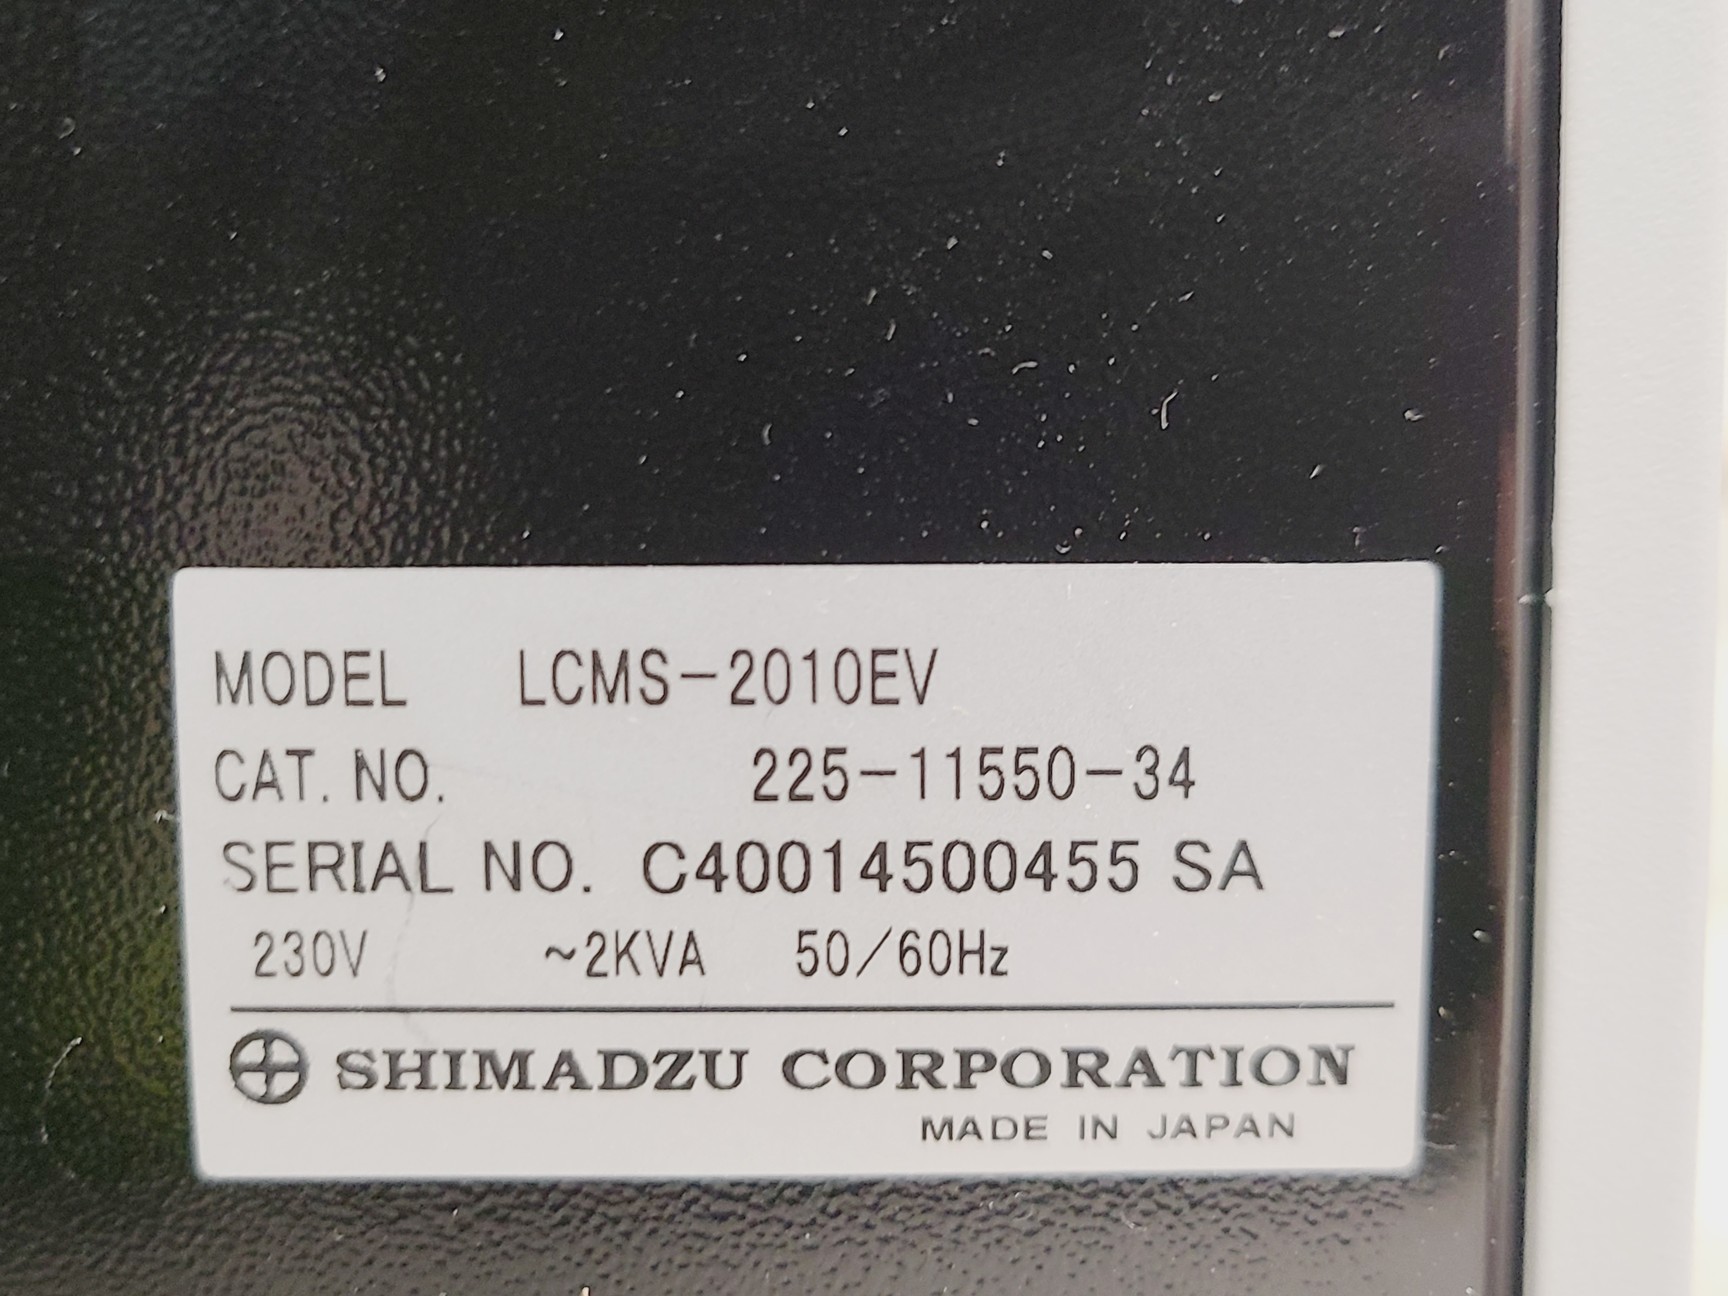 MODEL LCMS-2010EV
CAT. NO. 225-11550-34
SERIAL NO. C40014500455 SA
230V ~2KVA 50/60Hz
SHIMADZU CORPORATION
MADE IN JAPAN